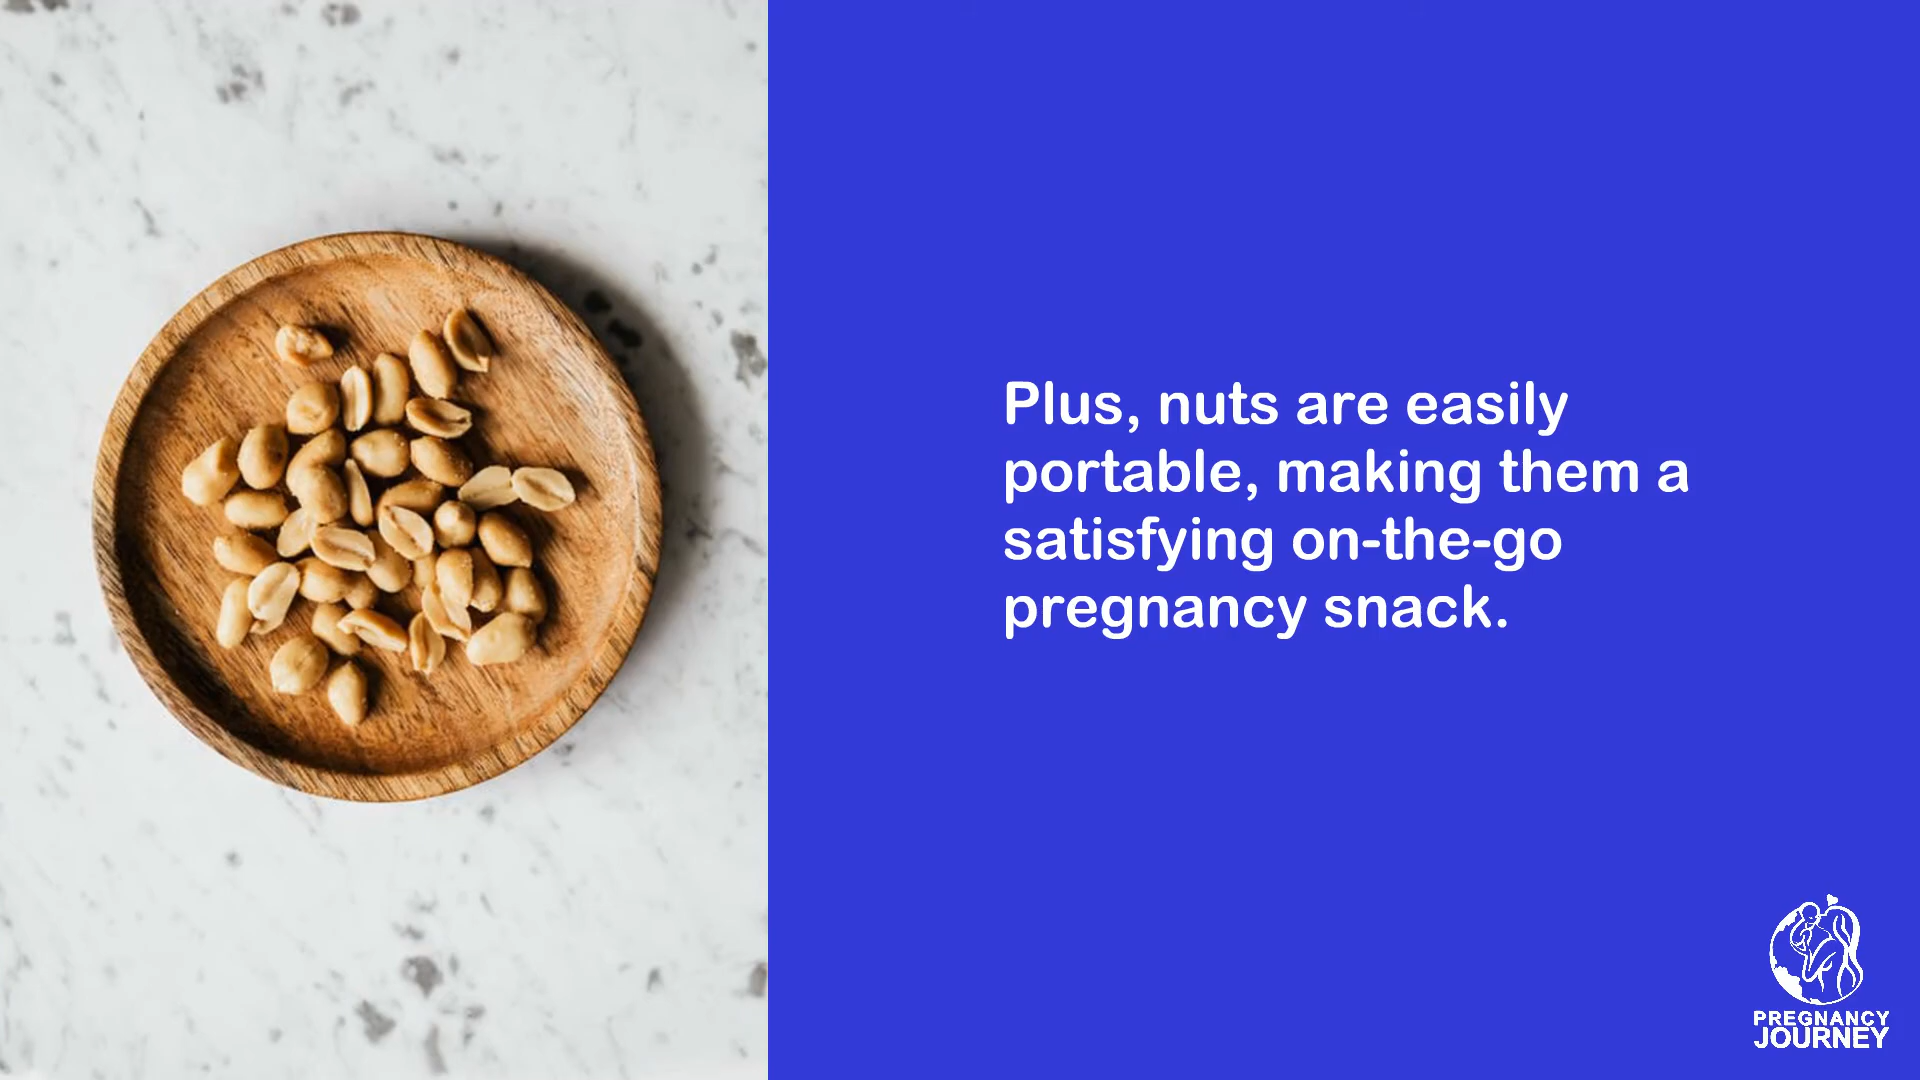 Plus, nuts are easily
portable, making them a
satisfying on-the-go
pregnancy snack.
PREGNANCY
JOURNEY